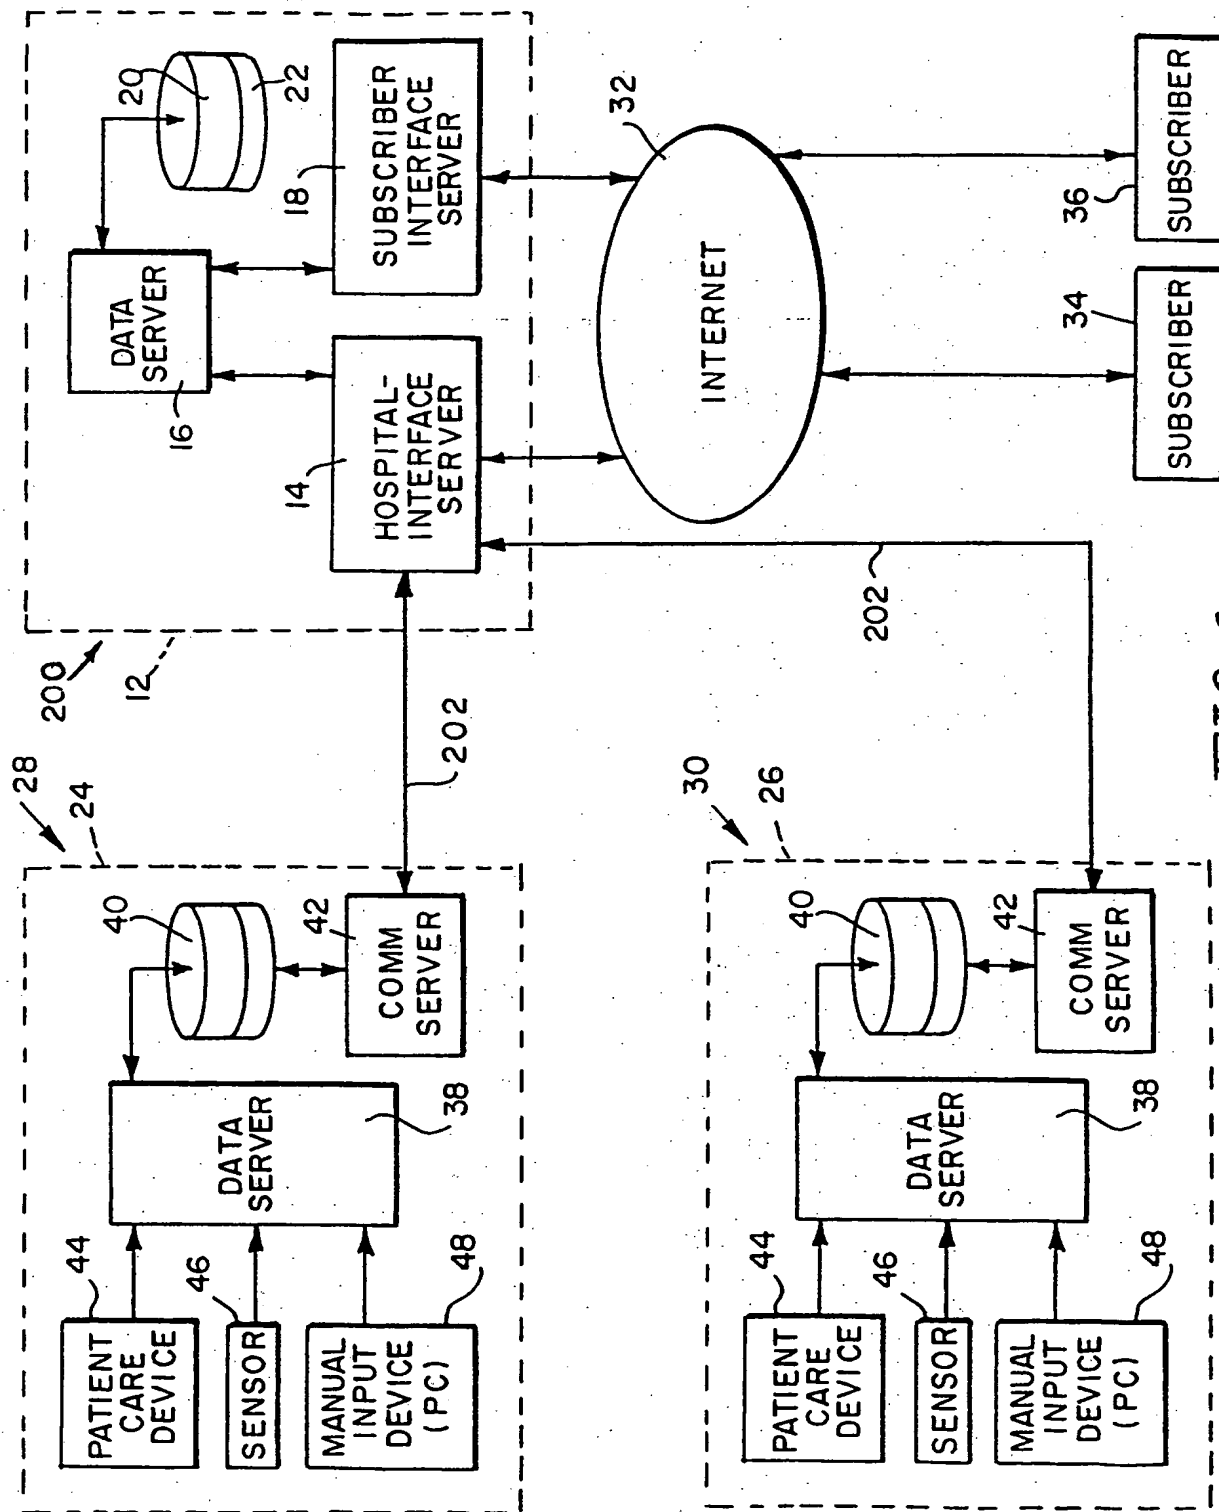 28
24
PATIENT
CARE
DEVICE
44
SENSOR
46
MANUAL
INPUT
DEVICE
(PC)
48
DATA
SERVER
38
40
42
COMM
SERVER
202
200
12
DATA
SERVER
16
20
22
14
HOSPITAL-
INTERFACE
SERVER
18
SUBSCRIBER
INTERFACE
SERVER
32
INTERNET
30
26
PATIENT
CARE
DEVICE
44
SENSOR
46
MANUAL
INPUT
DEVICE
(PC)
48
DATA
SERVER
38
40
42
COMM
SERVER
202
34
SUBSCRIBER
36
SUBSCRIBER
FIG.